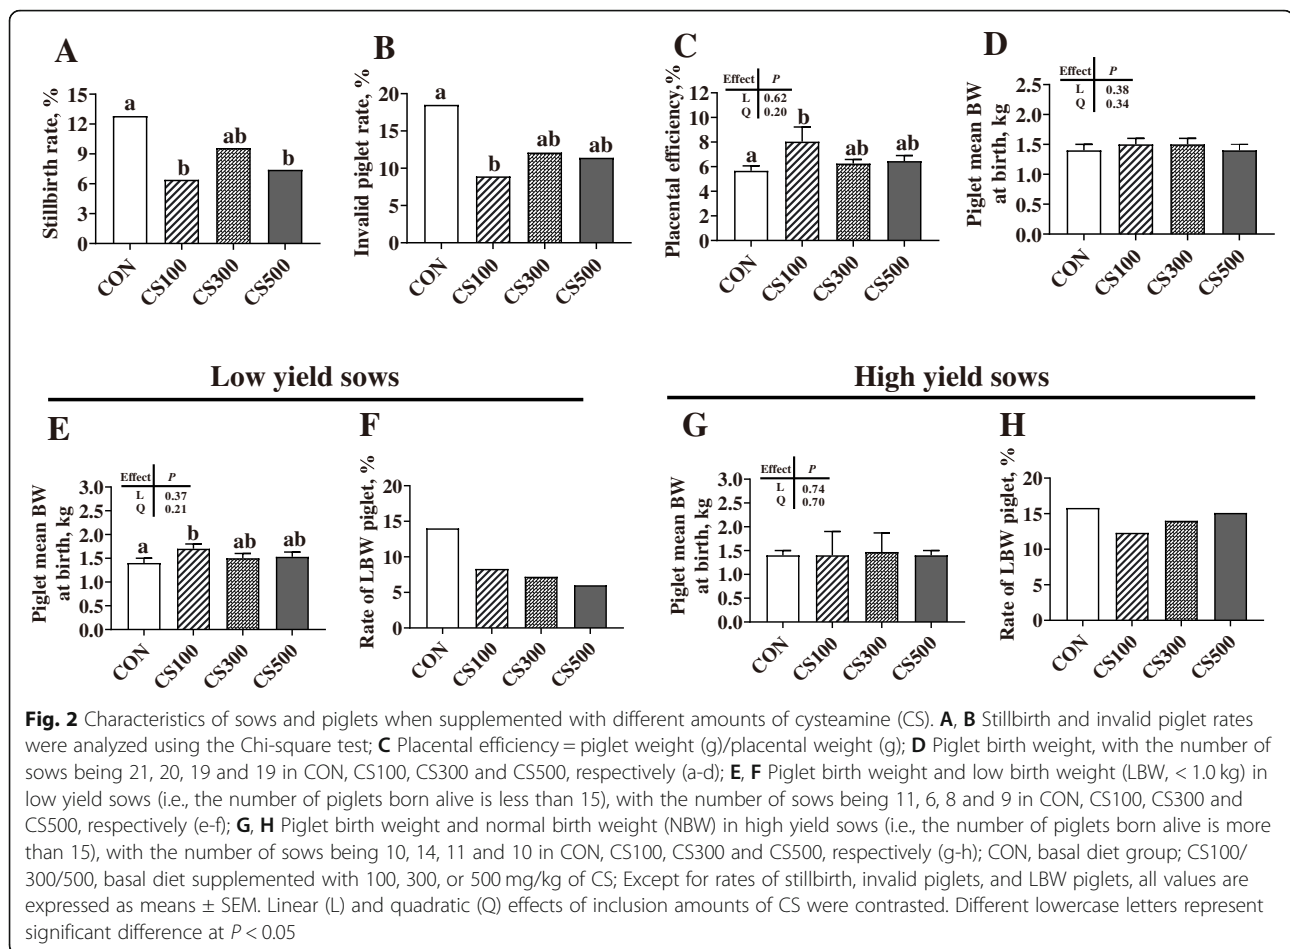 A
Stillbirth rate, %
15
12
9
6
3
0
a
b
ab
b
CON
CS100
CS300
CS500
B
Invalid piglet rate, %
20
15
10
5
0
a
b
ab
ab
CON
CS100
CS300
CS500
C
Placental efficiency,%
Effect P
L 0.62
Q 0.20
12
10
8
6
4
2
0
a
b
ab
ab
CON
CS100
CS300
CS500
D
Piglet mean BW
at birth, kg
Effect P
L 0.38
Q 0.34
2.5
2.0
1.5
1.0
0.5
0.0
CON
CS100
CS300
CS500
Low yield sows
High yield sows
E
Piglet mean BW
at birth, kg
Effect P
L 0.37
Q 0.21
3.0
2.5
2.0
1.5
1.0
0.5
0.0
a
b
ab
ab
CON
CS100
CS300
CS500
F
Rate of LBW piglet, %
20
15
10
5
0
CON
CS100
CS300
CS500
G
Piglet mean BW
at birth, kg
Effect P
L 0.74
Q 0.70
3.0
2.5
2.0
1.5
1.0
0.5
0.0
CON
CS100
CS300
CS500
H
Rate of LBW piglet, %
20
15
10
5
0
CON
CS100
CS300
CS500
Fig. 2 Characteristics of sows and piglets when supplemented with different amounts of cysteamine (CS). A, B Stillbirth and invalid piglet rates
were analyzed using the Chi-square test; C Placental efficiency = piglet weight (g)/placental weight (g); D Piglet birth weight, with the number of
sows being 21, 20, 19 and 19 in CON, CS100, CS300 and CS500, respectively (a-d); E, F Piglet birth weight and low birth weight (LBW, < 1.0 kg) in
low yield sows (i.e., the number of piglets born alive is less than 15), with the number of sows being 11, 6, 8 and 9 in CON, CS100, CS300 and
CS500, respectively (e-f); G, H Piglet birth weight and normal birth weight (NBW) in high yield sows (i.e., the number of piglets born alive is more
than 15), with the number of sows being 10, 14, 11 and 10 in CON, CS100, CS300 and CS500, respectively (g-h); CON, basal diet group; CS100/
300/500, basal diet supplemented with 100, 300, or 500 mg/kg of CS; Except for rates of stillbirth, invalid piglets, and LBW piglets, all values are
expressed as means ± SEM. Linear (L) and quadratic (Q) effects of inclusion amounts of CS were contrasted. Different lowercase letters represent
significant difference at P < 0.05